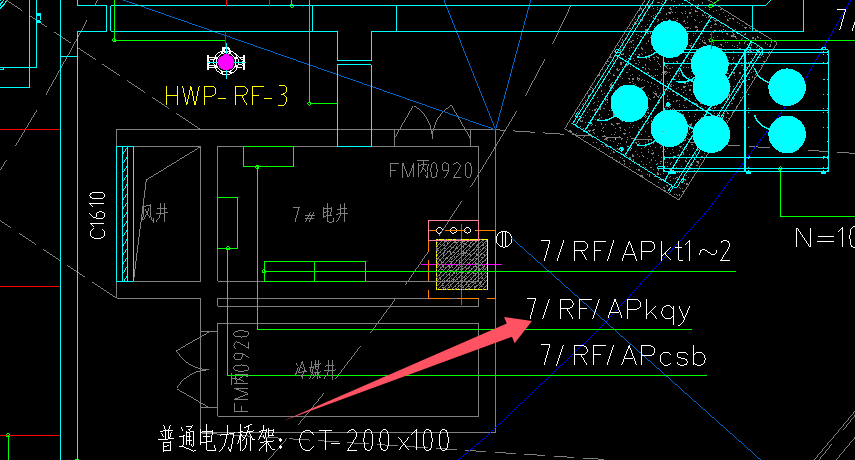 7/
HWP-RF-3
FM丙0920
C1610
风井
7#电井
N=10
7/RF/APkt1~2
7/RF/APkqy
7/RF/APcsb
FM丙0920
冷媒井
普通电力桥架: CT-200x100